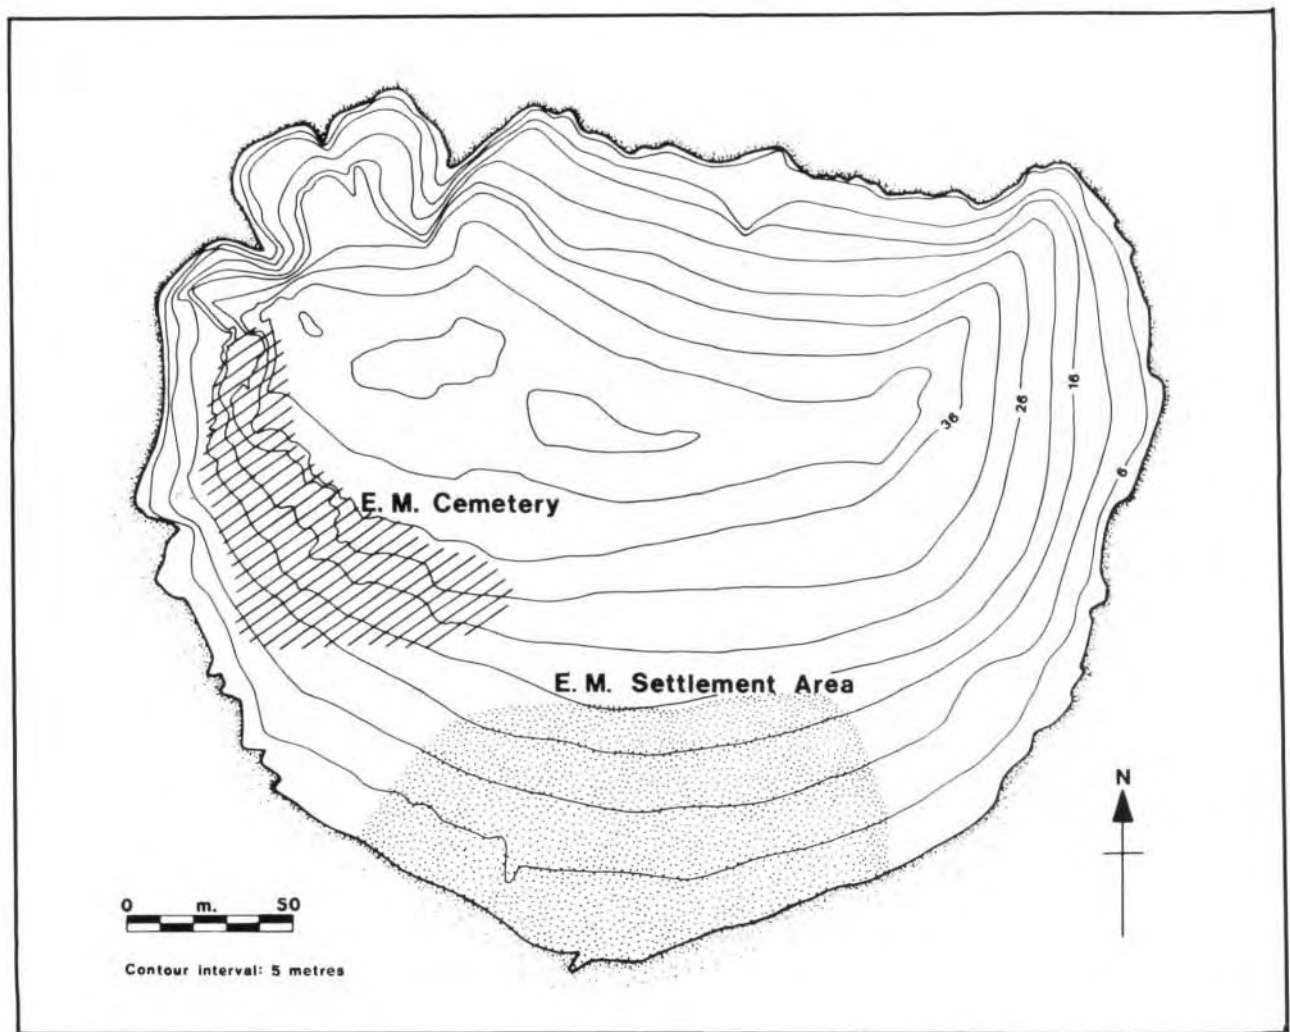 36
26
16
6
E. M. Cemetery
E. M. Settlement Area
N
0 m. 50
Contour interval: 5 metres